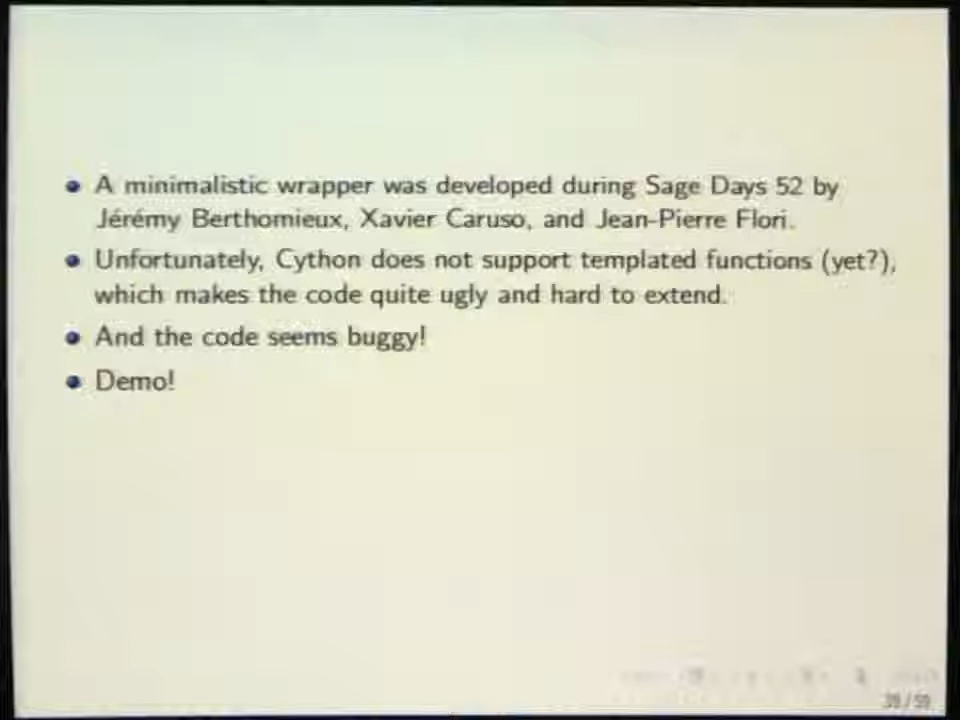 A minimalistic wrapper was developed during Sage Days 52 by
Jérémy Berthomieux, Xavier Caruso, and Jean-Pierre Flori.
Unfortunately, Cython does not support templated functions (yet?),
which makes the code quite ugly and hard to extend.
And the code seems buggy!
Demo!